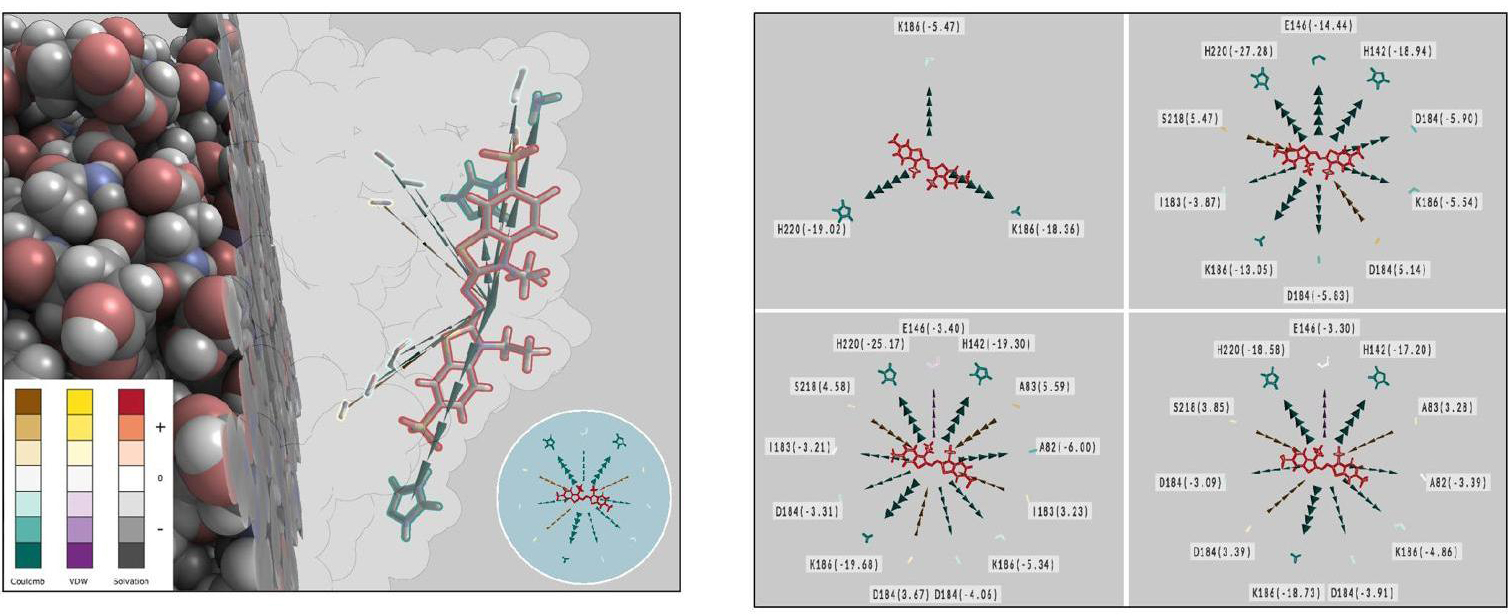 +
0
-
Coulomb VDW Solvation
K186(-5.47)
H220(-19.02)
K186(-18.36)
E146(-14.44)
H220(-27.28)
H142(-18.94)
S218(5.47)
D184(-5.90)
I183(-3.87)
K186(-5.54)
K186(-13.05)
D184(5.14)
D184(-5.83)
E146(-3.40)
H220(-25.17)
H142(-19.30)
S218(4.58)
A83(5.59)
I183(-3.21)
A82(-6.00)
D184(-3.31)
I183(3.23)
K186(-19.68)
K186(-5.34)
D184(3.67) D184(-4.06)
E146(-3.30)
H220(-18.58)
H142(-17.20)
S218(3.85)
A83(3.28)
D184(-3.09)
A82(-3.39)
D184(3.39)
K186(-4.86)
K186(-18.73) D184(-3.91)